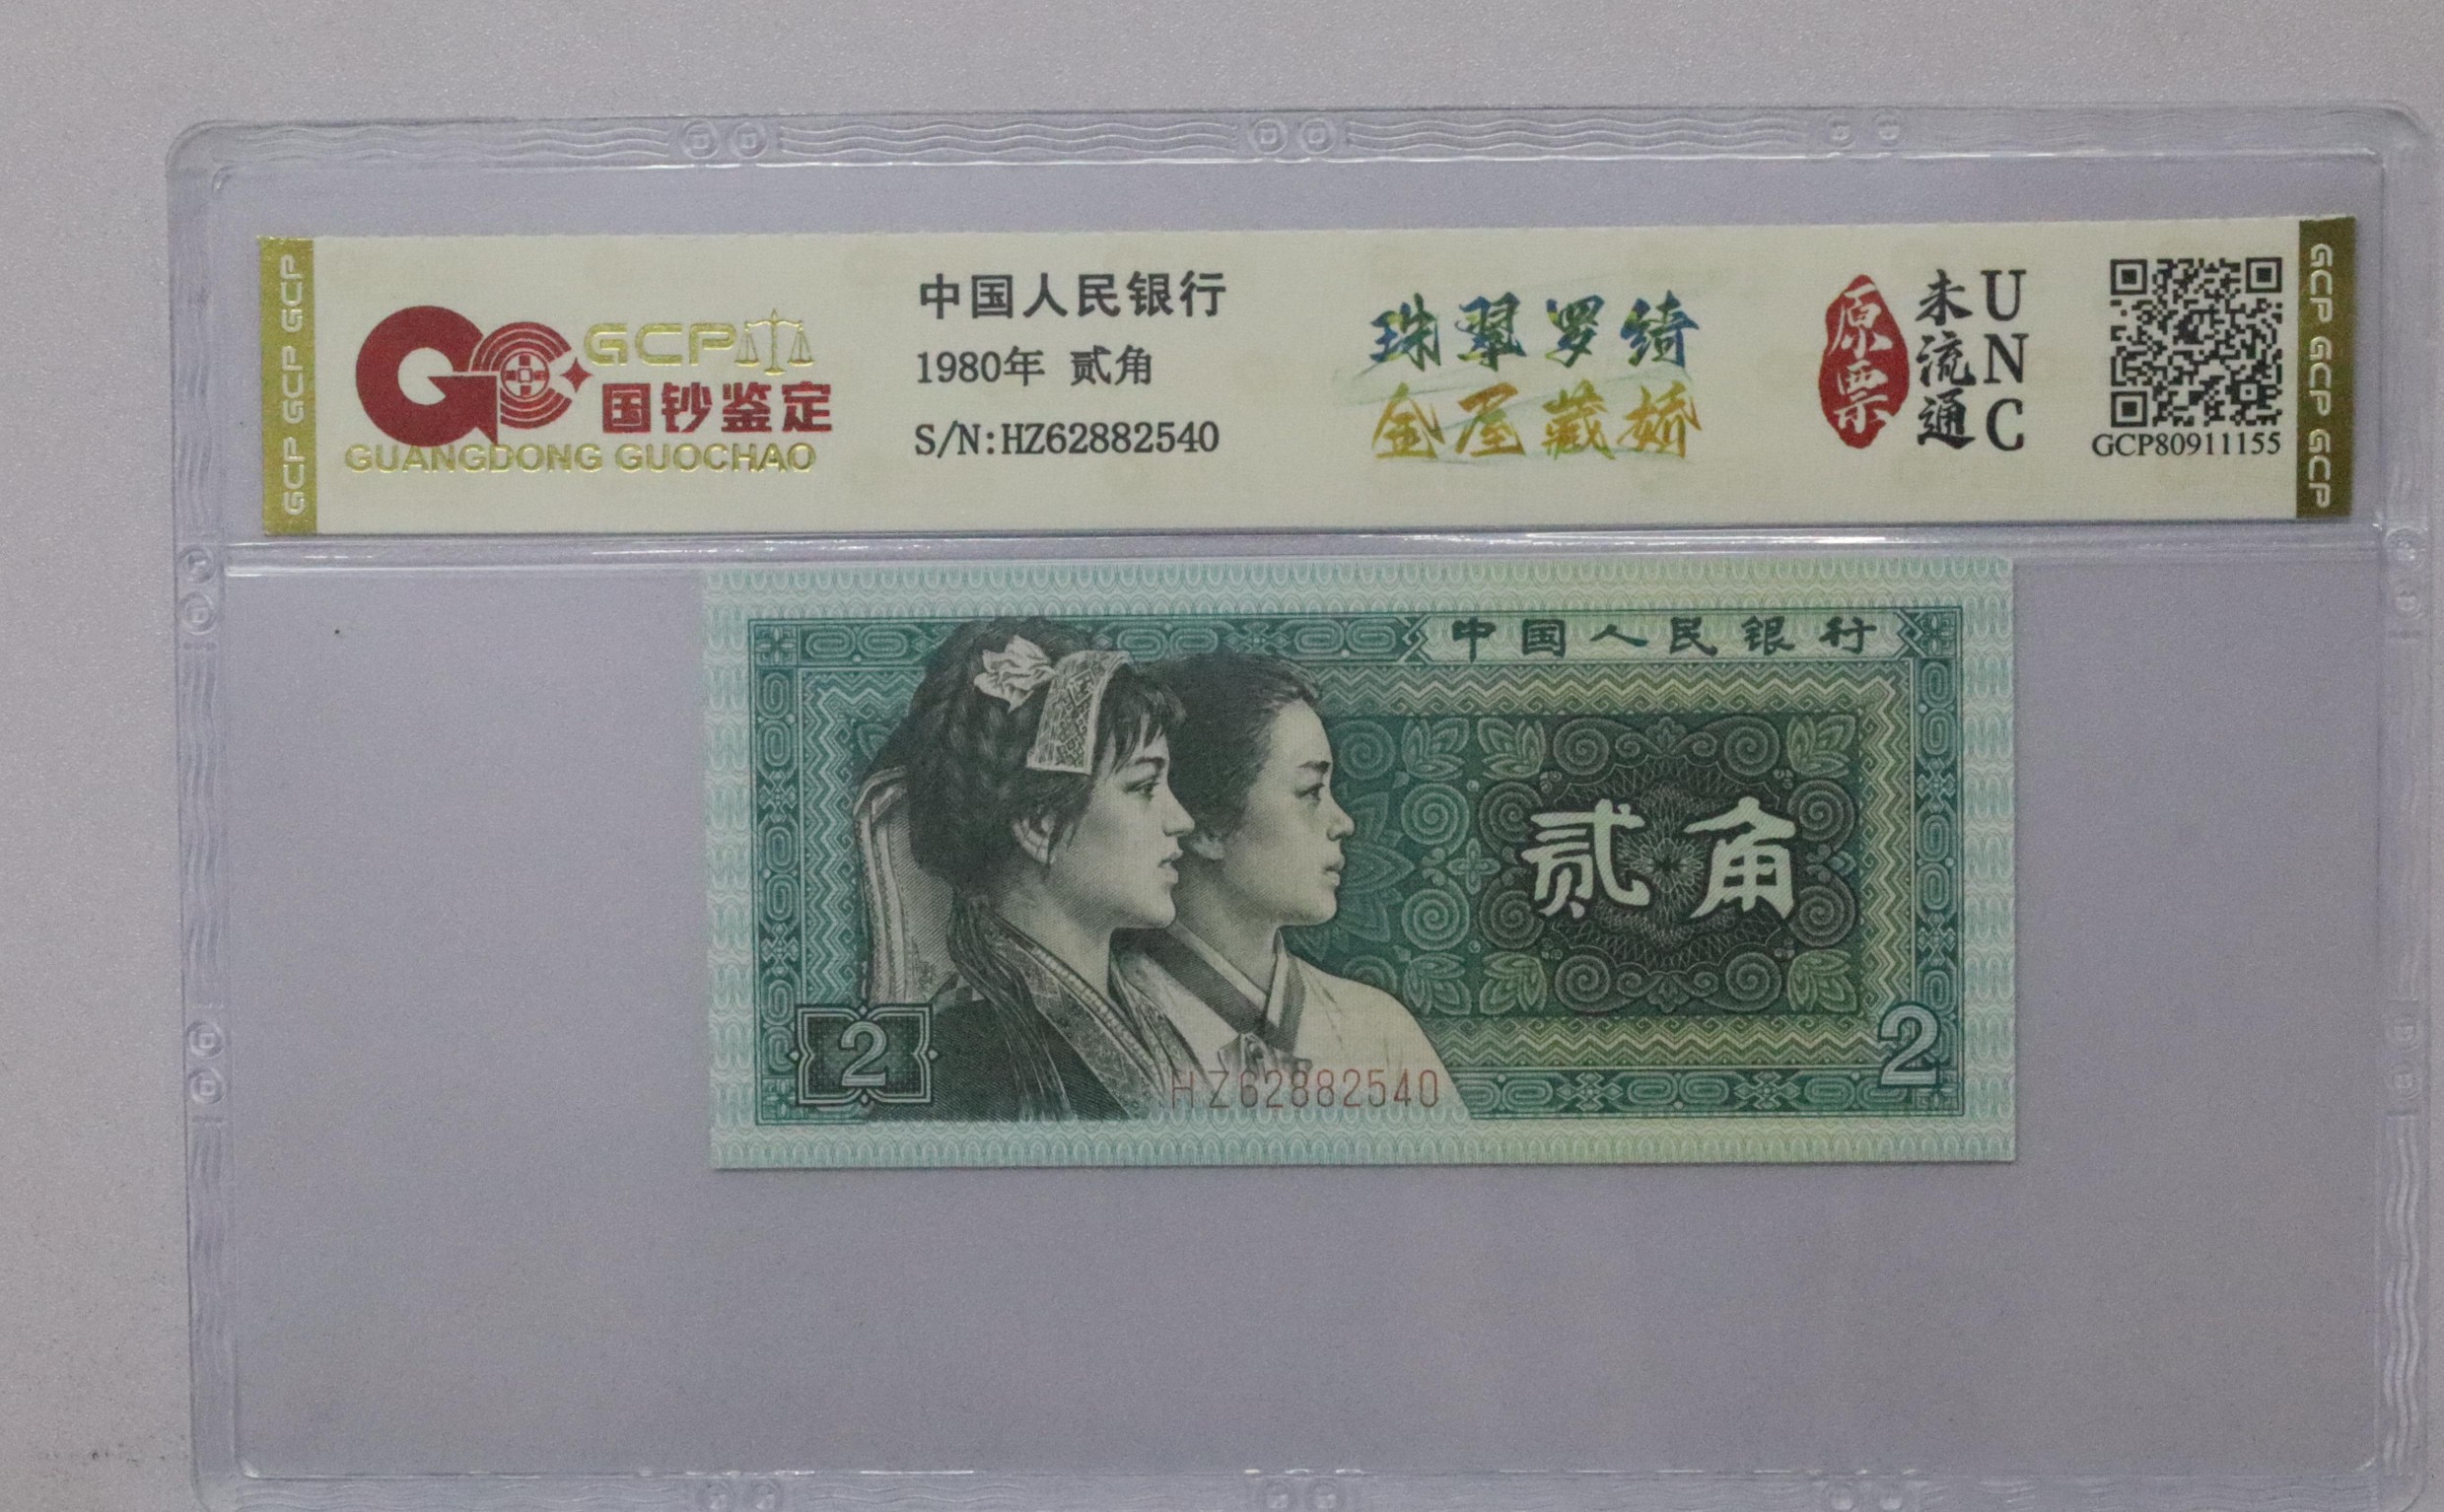 GCP GCP GCP
GCP
国钞鉴定
GUANGDONG GUOCHAO
中国人民银行
1980年 贰角
S/N:HZ62882540
珠翠罗绮
金屋藏娇
原票
未流通
UNC
GCP80911155
GCP GCP GCP
中国人民银行
贰角
2
2
HZ62882540